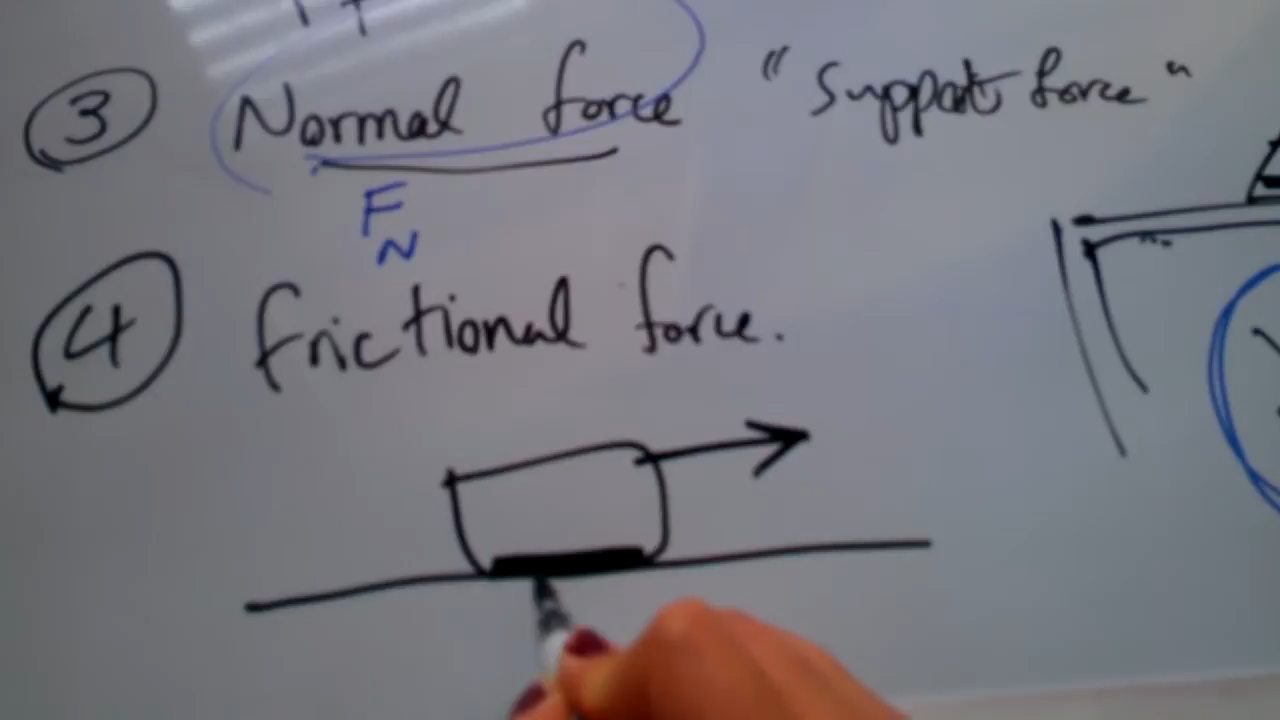 ③ Normal force "Support force"
F_N
④ frictional force.